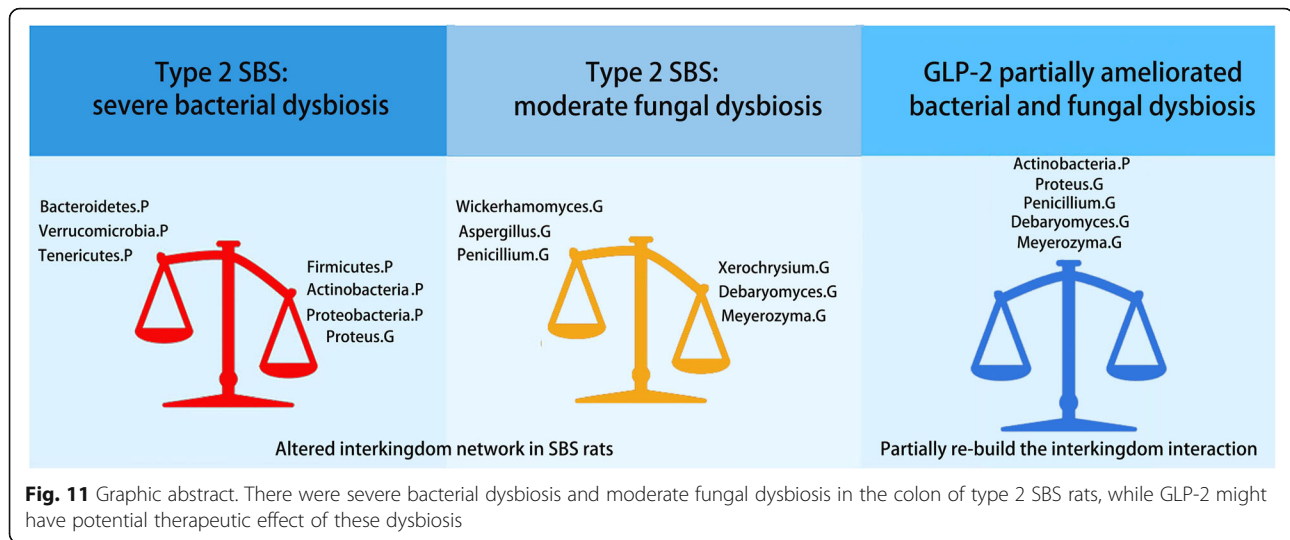 Type 2 SBS:
severe bacterial dysbiosis
Type 2 SBS:
moderate fungal dysbiosis
GLP-2 partially ameliorated
bacterial and fungal dysbiosis
Bacteroidetes.P
Verrucomicrobia.P
Tenericutes.P
Firmicutes.P
Actinobacteria.P
Proteobacteria.P
Proteus.G
Wickerhamomyces.G
Aspergillus.G
Penicillium.G
Xerochrysium.G
Debaryomyces.G
Meyerozyma.G
Actinobacteria.P
Proteus.G
Penicillium.G
Debaryomyces.G
Meyerozyma.G
Altered interkingdom network in SBS rats
Partially re-build the interkingdom interaction
Fig. 11 Graphic abstract. There were severe bacterial dysbiosis and moderate fungal dysbiosis in the colon of type 2 SBS rats, while GLP-2 might
have potential therapeutic effect of these dysbiosis